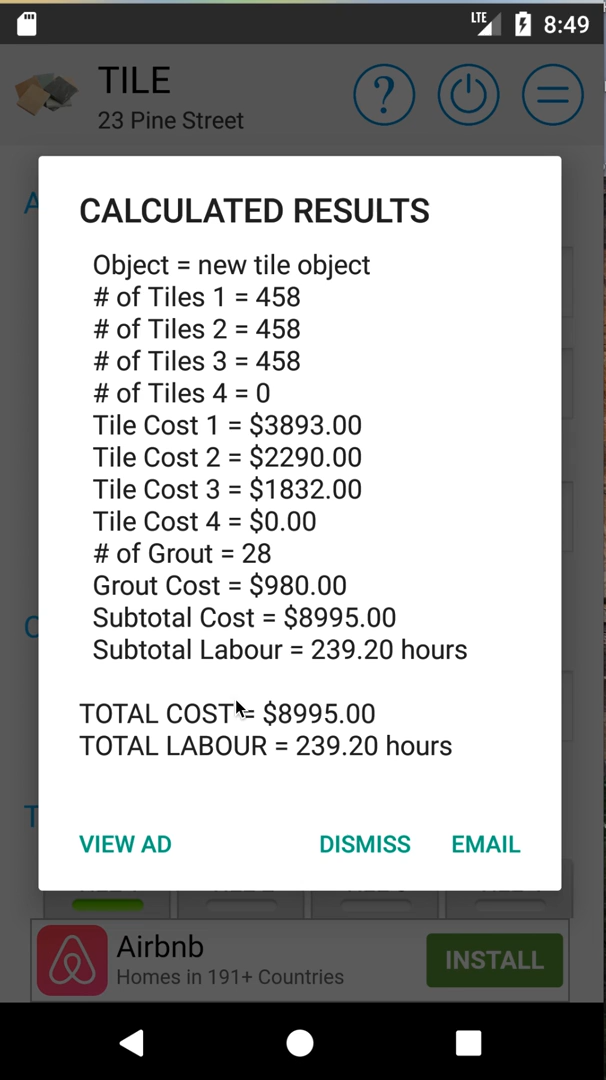 LTE 8:49
TILE
23 Pine Street
?
CALCULATED RESULTS
Object = new tile object
# of Tiles 1 = 458
# of Tiles 2 = 458
# of Tiles 3 = 458
# of Tiles 4 = 0
Tile Cost 1 = $3893.00
Tile Cost 2 = $2290.00
Tile Cost 3 = $1832.00
Tile Cost 4 = $0.00
# of Grout = 28
Grout Cost = $980.00
Subtotal Cost = $8995.00
Subtotal Labour = 239.20 hours
TOTAL COST = $8995.00
TOTAL LABOUR = 239.20 hours
VIEW AD DISMISS EMAIL
Airbnb
Homes in 191+ Countries
INSTALL